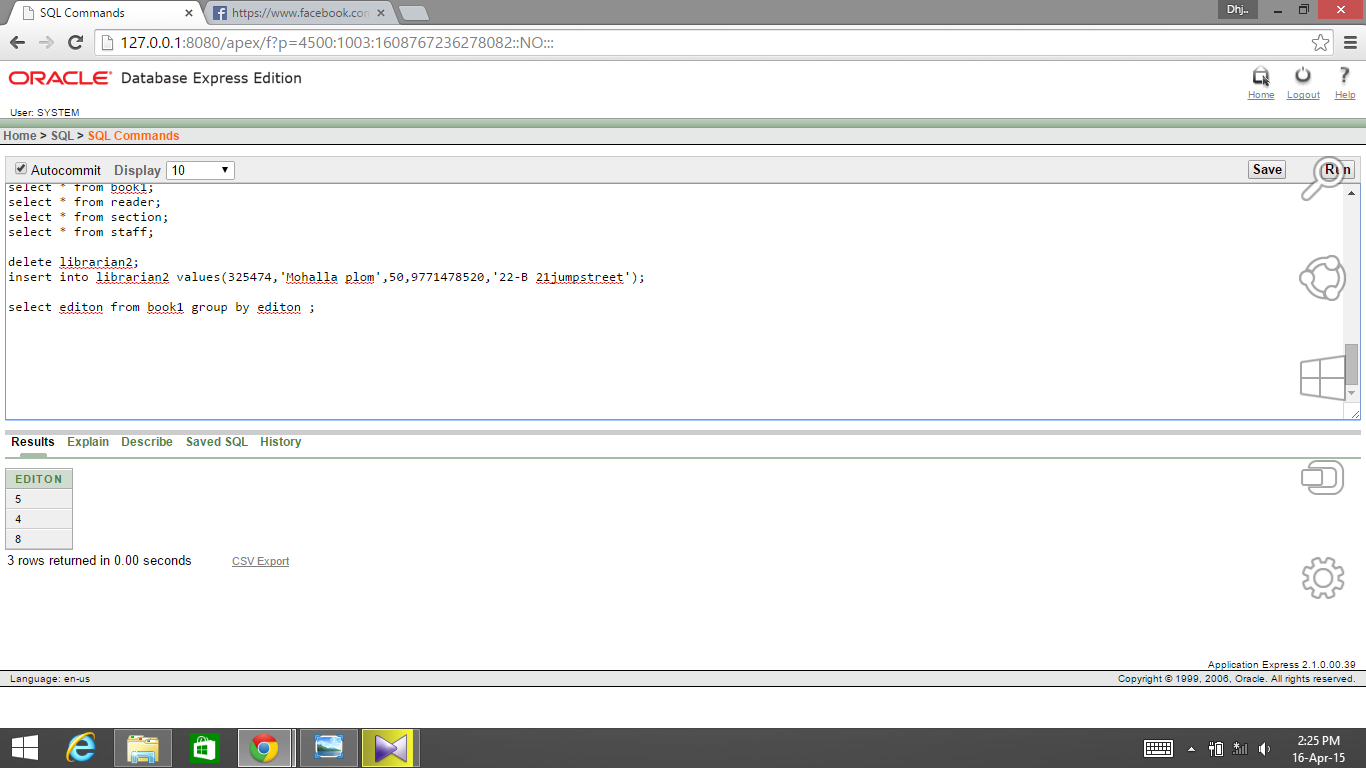 SQL Commands
https://www.facebook.con
Dhj..
127.0.0.1:8080/apex/f?p=4500:1003:1608767236278082::NO:::
ORACLE Database Express Edition
Home Logout Help
User: SYSTEM
Home > SQL > SQL Commands
Autocommit Display 10
Save Run
select * from book1;
select * from reader;
select * from section;
select * from staff;
delete librarian2;
insert into librarian2 values(325474,'Mohalla plom',50,9771478520,'22-B 21jumpstreet');
select editon from book1 group by editon ;
Results Explain Describe Saved SQL History
EDITON
5
4
8
3 rows returned in 0.00 seconds CSV Export
Application Express 2.1.0.00.39
Language: en-us Copyright © 1999, 2006, Oracle. All rights reserved.
2:25 PM
16-Apr-15